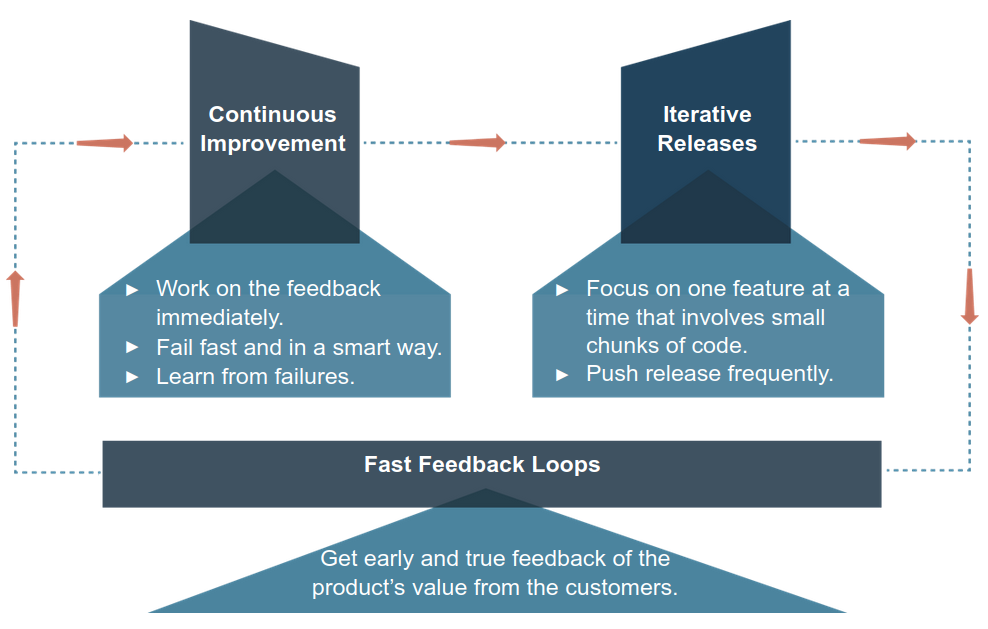 Continuous
Improvement
Iterative
Releases
► Work on the feedback
immediately.
► Fail fast and in a smart way.
► Learn from failures.
► Focus on one feature at a
time that involves small
chunks of code.
► Push release frequently.
Fast Feedback Loops
Get early and true feedback of the
product’s value from the customers.